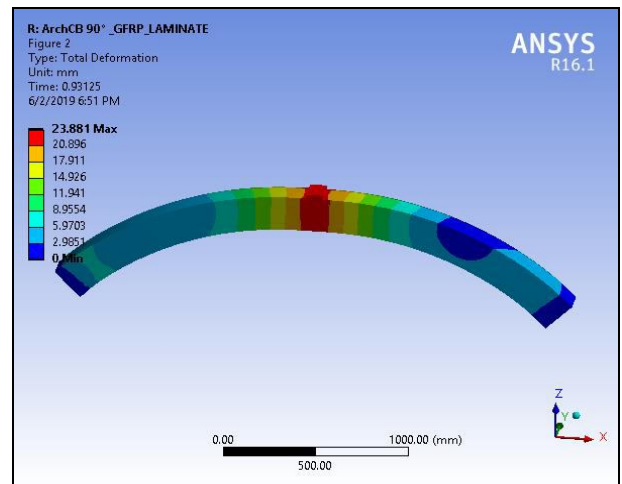 R: ArchCB 90° _GFRP_LAMINATE
Figure 2
Type: Total Deformation
Unit: mm
Time: 0.93125
6/2/2019 6:51 PM
ANSYS
R16.1
23.881 Max
20.896
17.911
14.926
11.941
8.9554
5.9703
2.9851
0 Min
0.00 1000.00 (mm)
500.00
Z
Y
X